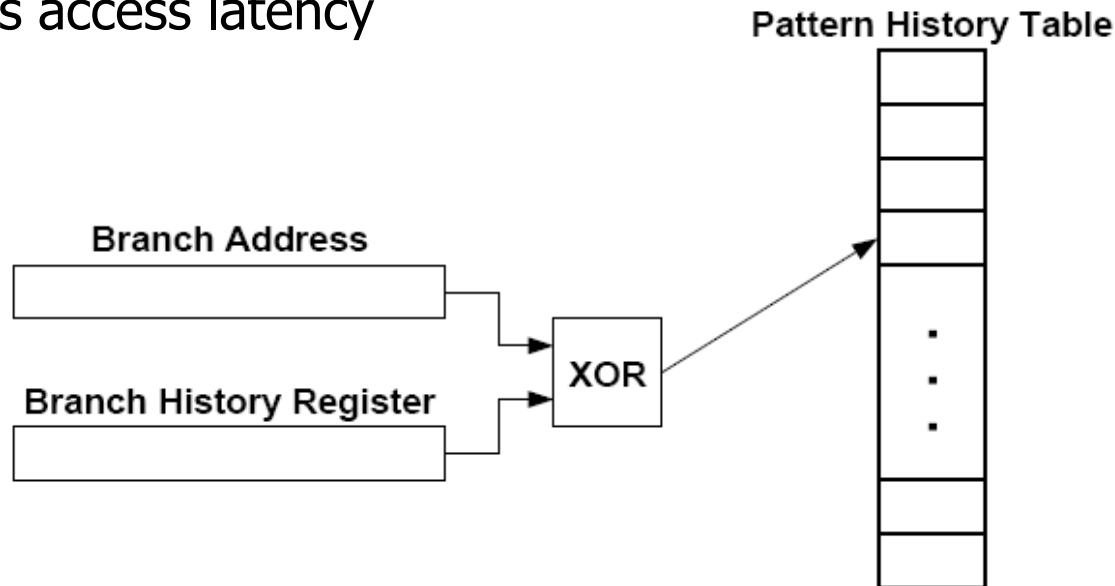 s access latency
Pattern History Table
Branch Address
XOR
Branch History Register